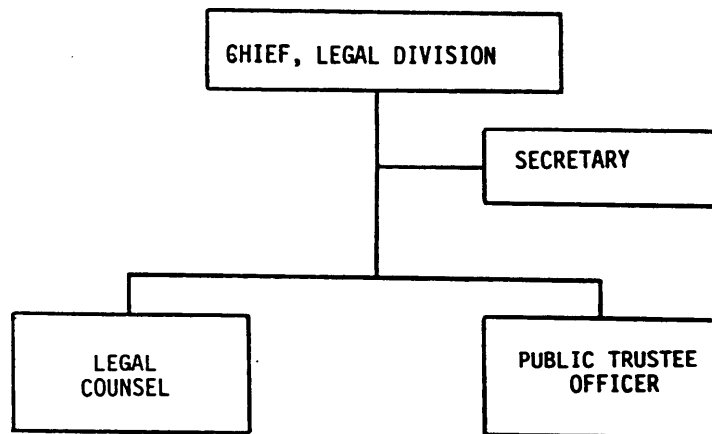 GHIEF, LEGAL DIVISION
SECRETARY
LEGAL
COUNSEL
PUBLIC TRUSTEE
OFFICER